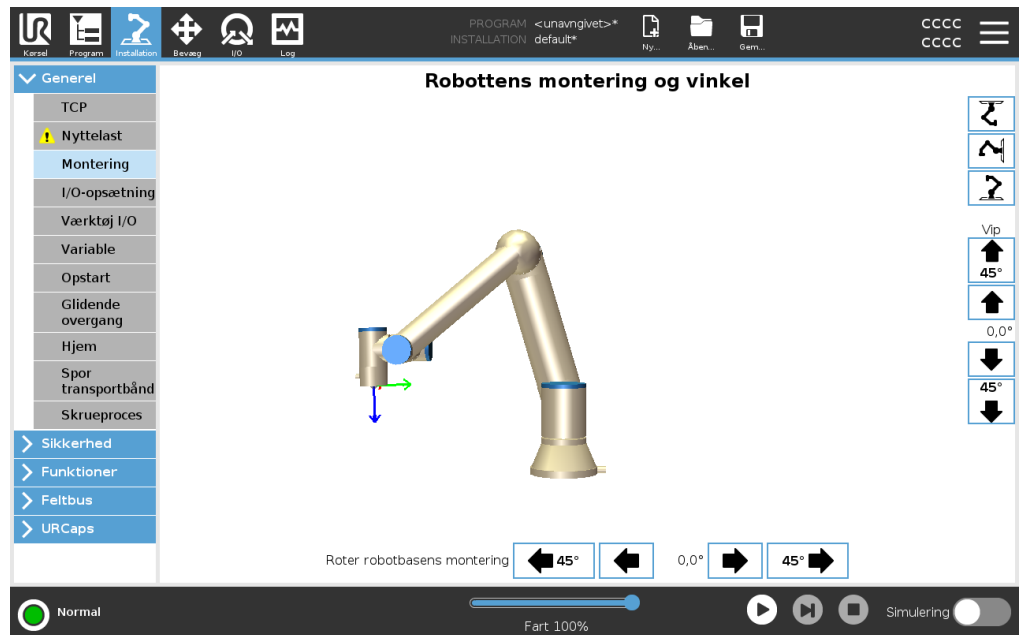 UR
PROGRAM <unavngivet>*
INSTALLATION default*
CCCC
CCCC
Kørsel Program Installation Bevæg I/O Log Ny... Åben... Gem...
Generel
TCP
Nyttelast
Montering
I/O-opsætning
Værktøj I/O
Variable
Opstart
Glidende
overgang
Hjem
Spor
transportbånd
Skrueproces
Sikkerhed
Funktioner
Feltbus
URCaps
Robottens montering og vinkel
Vip
45°
0,0°
45°
Roter robotbasens montering 45° 0,0° 45°
Normal
Fart 100%
Simulering